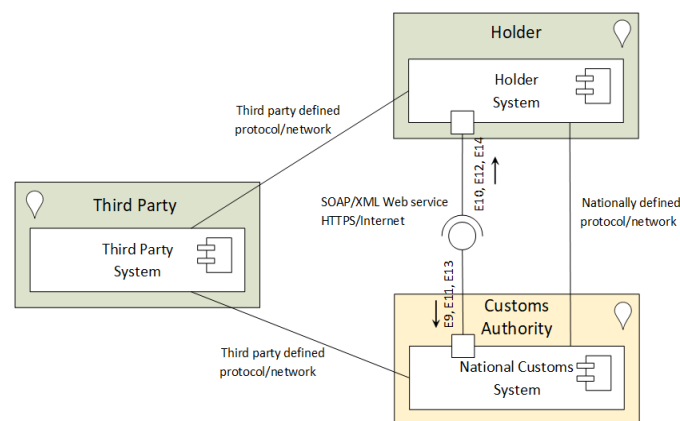 Holder
Holder
System
Third party defined
protocol/network
E10, E12, E14
Third Party
SOAP/XML Web service
HTTPS/Internet
Nationally defined
protocol/network
Third Party
System
E9, E11, E13
Customs
Authority
Third party defined
protocol/network
National Customs
System